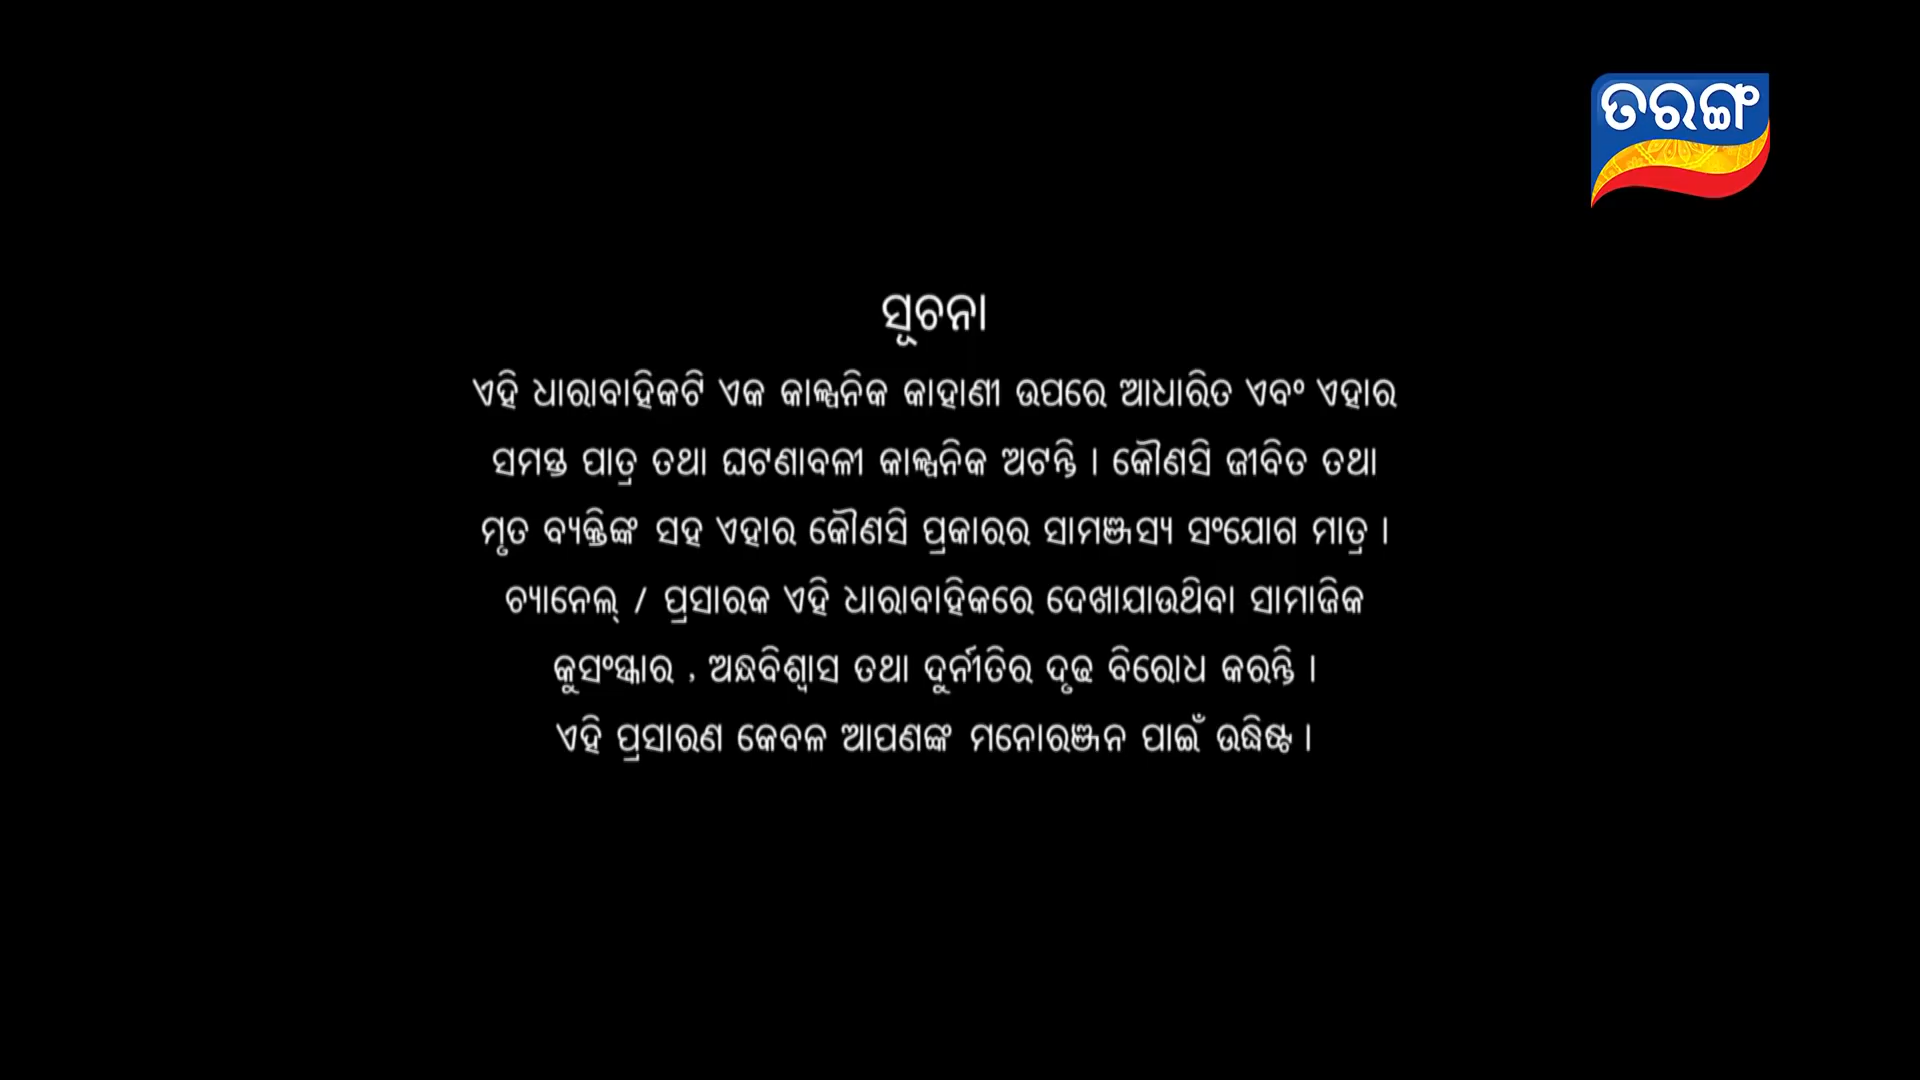 ତରଙ୍ଗ
ସୂଚନା
ଏହି ଧାରାବାହିକଟି ଏକ କାଳ୍ପନିକ କାହାଣୀ ଉପରେ ଆଧାରିତ ଏବଂ ଏହାର
ସମସ୍ତ ପାତ୍ର ତଥା ଘଟଣାବଳୀ କାଳ୍ପନିକ ଅଟନ୍ତି । କୌଣସି ଜୀବିତ ତଥା
ମୃତ ବ୍ୟକ୍ତିଙ୍କ ସହ ଏହାର କୌଣସି ପ୍ରକାରର ସାମଞ୍ଜସ୍ୟ ସଂଯୋଗ ମାତ୍ର ।
ଚ୍ୟାନେଲ୍ / ପ୍ରସାରକ ଏହି ଧାରାବାହିକରେ ଦେଖାଯାଉଥିବା ସାମାଜିକ
କୁସଂସ୍କାର , ଅନ୍ଧବିଶ୍ୱାସ ତଥା ଦୁର୍ନୀତିର ଦୃଢ ବିରୋଧ କରନ୍ତି ।
ଏହି ପ୍ରସାରଣ କେବଳ ଆପଣଙ୍କ ମନୋରଞ୍ଜନ ପାଇଁ ଉଦ୍ଧିଷ୍ଟ ।